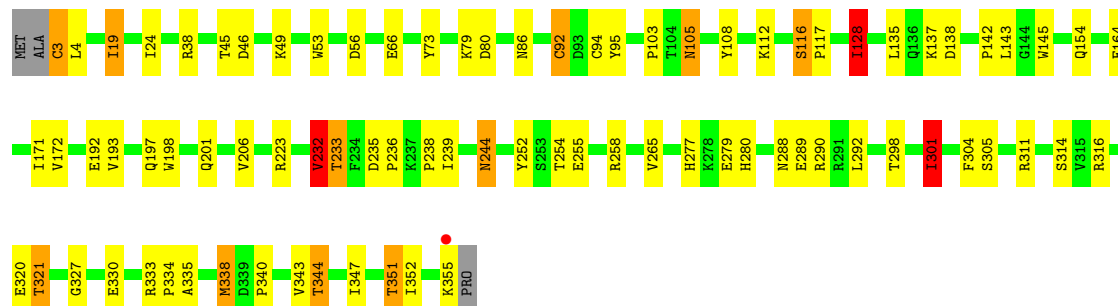 MET ALA C3 L4 I19 I24 R38 T45 D46 K49 W53 D56 E66 Y73 K79 D80 N86 C92 D93 C94 Y95 P103 T104 N105 Y108 K112 S116 P117 I128 L135 Q136 K137 D138 P142 L143 G144 W145 Q154
I171 V172 E192 V193 Q197 W198 Q201 V206 R223 V232 T233 F234 D235 P236 K237 P238 I239 N244 Y252 S253 T254 E255 R258 V265 H277 K278 E279 H280 N288 E289 R290 R291 L292 T298 I301 F304 S305 R311 S314 V315 R316
E320 T321 G327 E330 R333 P334 A335 M338 D339 P340 V343 T344 I347 T351 I352 K355 PRO